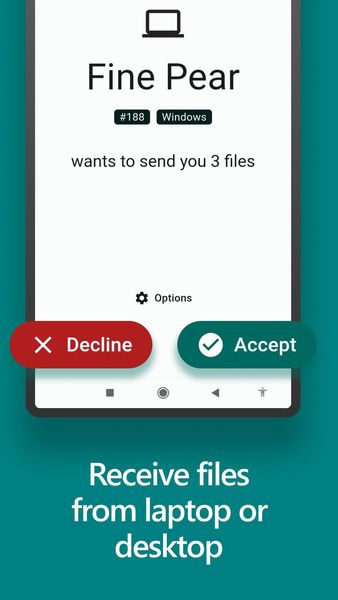 Fine Pear
#188 Windows
wants to send you 3 files
Options
Decline Accept
Receive files
from laptop or
desktop